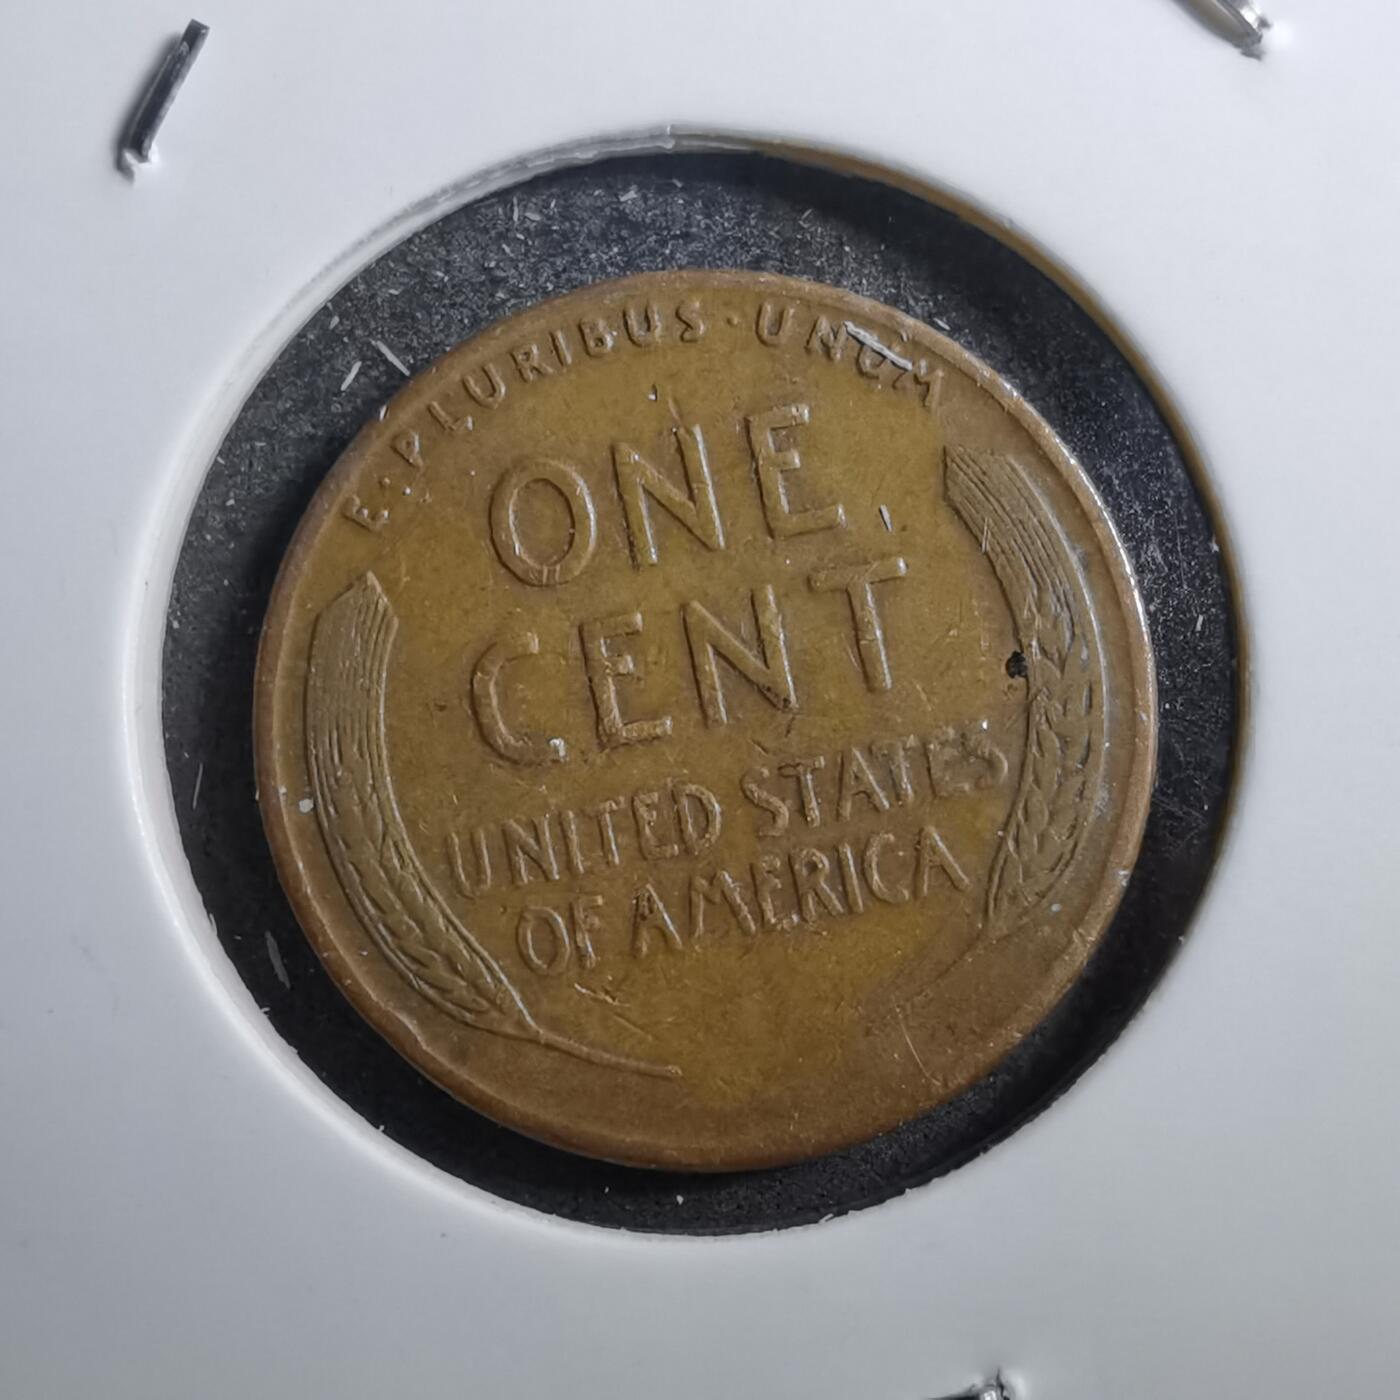 E·PLURIBUS·UNUM
ONE
CENT
UNITED STATES
OF AMERICA